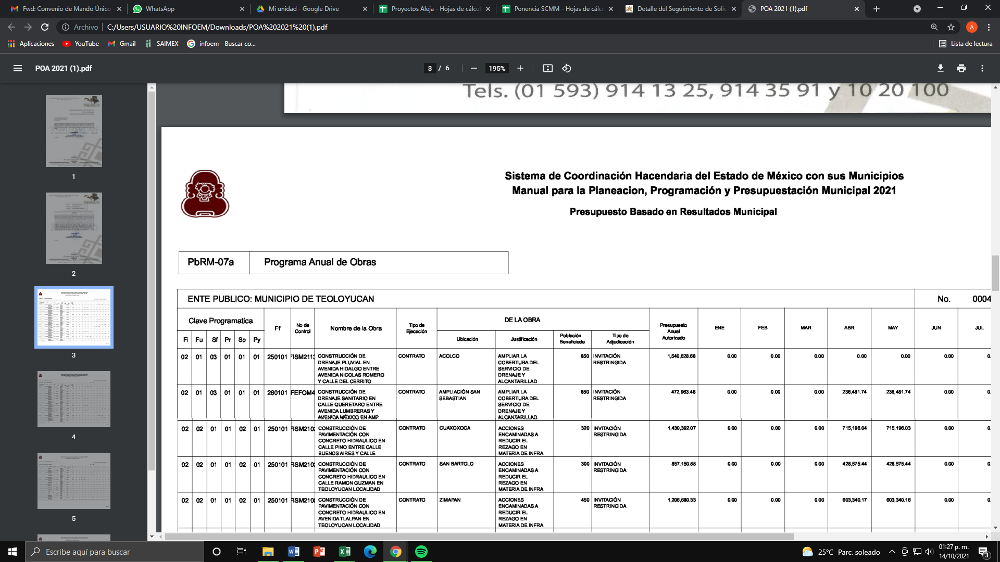 Fwd: Convenio de Mando Único
WhatsApp
Mi unidad - Google Drive
Proyectos Aleja - Hojas de cálcu
Ponencia SCMM - Hojas de cálcu
Detalle del Seguimiento de Solic
POA 2021 (1).pdf
Archivo C:/Users/USUARIO%20INFOEM/Downloads/POA%202021%20(1).pdf
A
Aplicaciones YouTube Gmail SAIMEX infoem - Buscar co... Lista de lectura
POA 2021 (1).pdf 3 / 6 195%
1
2
3
4
5
Tels. (01 593) 914 13 25, 914 35 91 y 10 20 100
Sistema de Coordinación Hacendaria del Estado de México con sus Municipios
Manual para la Planeacion, Programación y Presupuestación Municipal 2021
Presupuesto Basado en Resultados Municipal
PbRM-07a Programa Anual de Obras
ENTE PUBLICO: MUNICIPIO DE TEOLOYUCAN No. 0004
Clave Programatica Ff No de Control Nombre de la Obra Tipo de Ejecución DE LA OBRA Presupuesto Anual Autorizado ENE FEB MAR ABR MAY JUN JUL
Fi Fu Sf Pr Sp Py Ubicación Justificación Población Beneficiada Tipo de Adjudicación
02 01 03 01 01 01 250101 FISM2113 CONSTRUCCIÓN DE DRENAJE PLUVIAL EN AVENIDA HIDALGO ENTRE AVENIDA NICOLAS ROMERO Y CALLE DEL CERRITO CONTRATO ACOLCO AMPLIAR LA COBERTURA DEL SERVICIO DE DRENAJE Y ALCANTARILLAD 850 INVITACIÓN RESTRINGIDA 1,540,628.68 0.00 0.00 0.00 0.00 0.00 0.00 0.
02 01 03 01 01 01 260101 FEFOM4 CONSTRUCCIÓN DE DRENAJE SANITARIO EN CALLE QUERETARO ENTRE AVENIDA LUMBRERAS Y AVENIDA MÉXICO EN AMP CONTRATO AMPLIACIÓN SAN SEBASTIAN AMPLIAR LA COBERTURA DEL SERVICIO DE DRENAJE Y ALCANTARILLAD 850 INVITACIÓN RESTRINGIDA 472,963.48 0.00 0.00 0.00 236,481.74 236,481.74 0.00 0.
02 02 01 01 02 01 250101 FISM2102 CONSTRUCCIÓN DE PAVIMENTACIÓN CON CONCRETO HIDRAULICO EN CALLE PINO ENTRE CALLE BUENOS AIRES Y CALLE CONTRATO CUAXOXOCA ACCIONES ENCAMINADAS A REDUCIR EL REZAGO EN MATERIA DE INFRA 320 INVITACIÓN RESTRINGIDA 1,430,392.07 0.00 0.00 0.00 715,196.04 715,196.03 0.00 0.
02 02 01 01 02 01 250101 FISM2103 CONSTRUCCIÓN DE PAVIMENTACIÓN CON CONCRETO HIDRAULICO EN CALLE RAMON GUZMAN EN TEOLOYUCAN LOCALIDAD CONTRATO SAN BARTOLO ACCIONES ENCAMINADAS A REDUCIR EL REZAGO EN MATERIA DE INFRA 300 INVITACIÓN RESTRINGIDA 857,150.88 0.00 0.00 0.00 428,575.44 428,575.44 0.00 0.
02 02 01 01 02 01 250101 FISM2105 CONSTRUCCIÓN DE PAVIMENTACIÓN CON CONCRETO HIDRAULICO EN AVENIDA TLALPAN EN TEOLOYUCAN LOCALIDAD CONTRATO ZIMAPAN ACCIONES ENCAMINADAS A REDUCIR EL REZAGO EN MATERIA DE INFRA 450 INVITACIÓN RESTRINGIDA 1,206,680.33 0.00 0.00 0.00 603,340.17 603,340.16 0.00 0.
Escribe aquí para buscar
25°C Parc. soleado
01:27 p. m.
14/10/2021
3